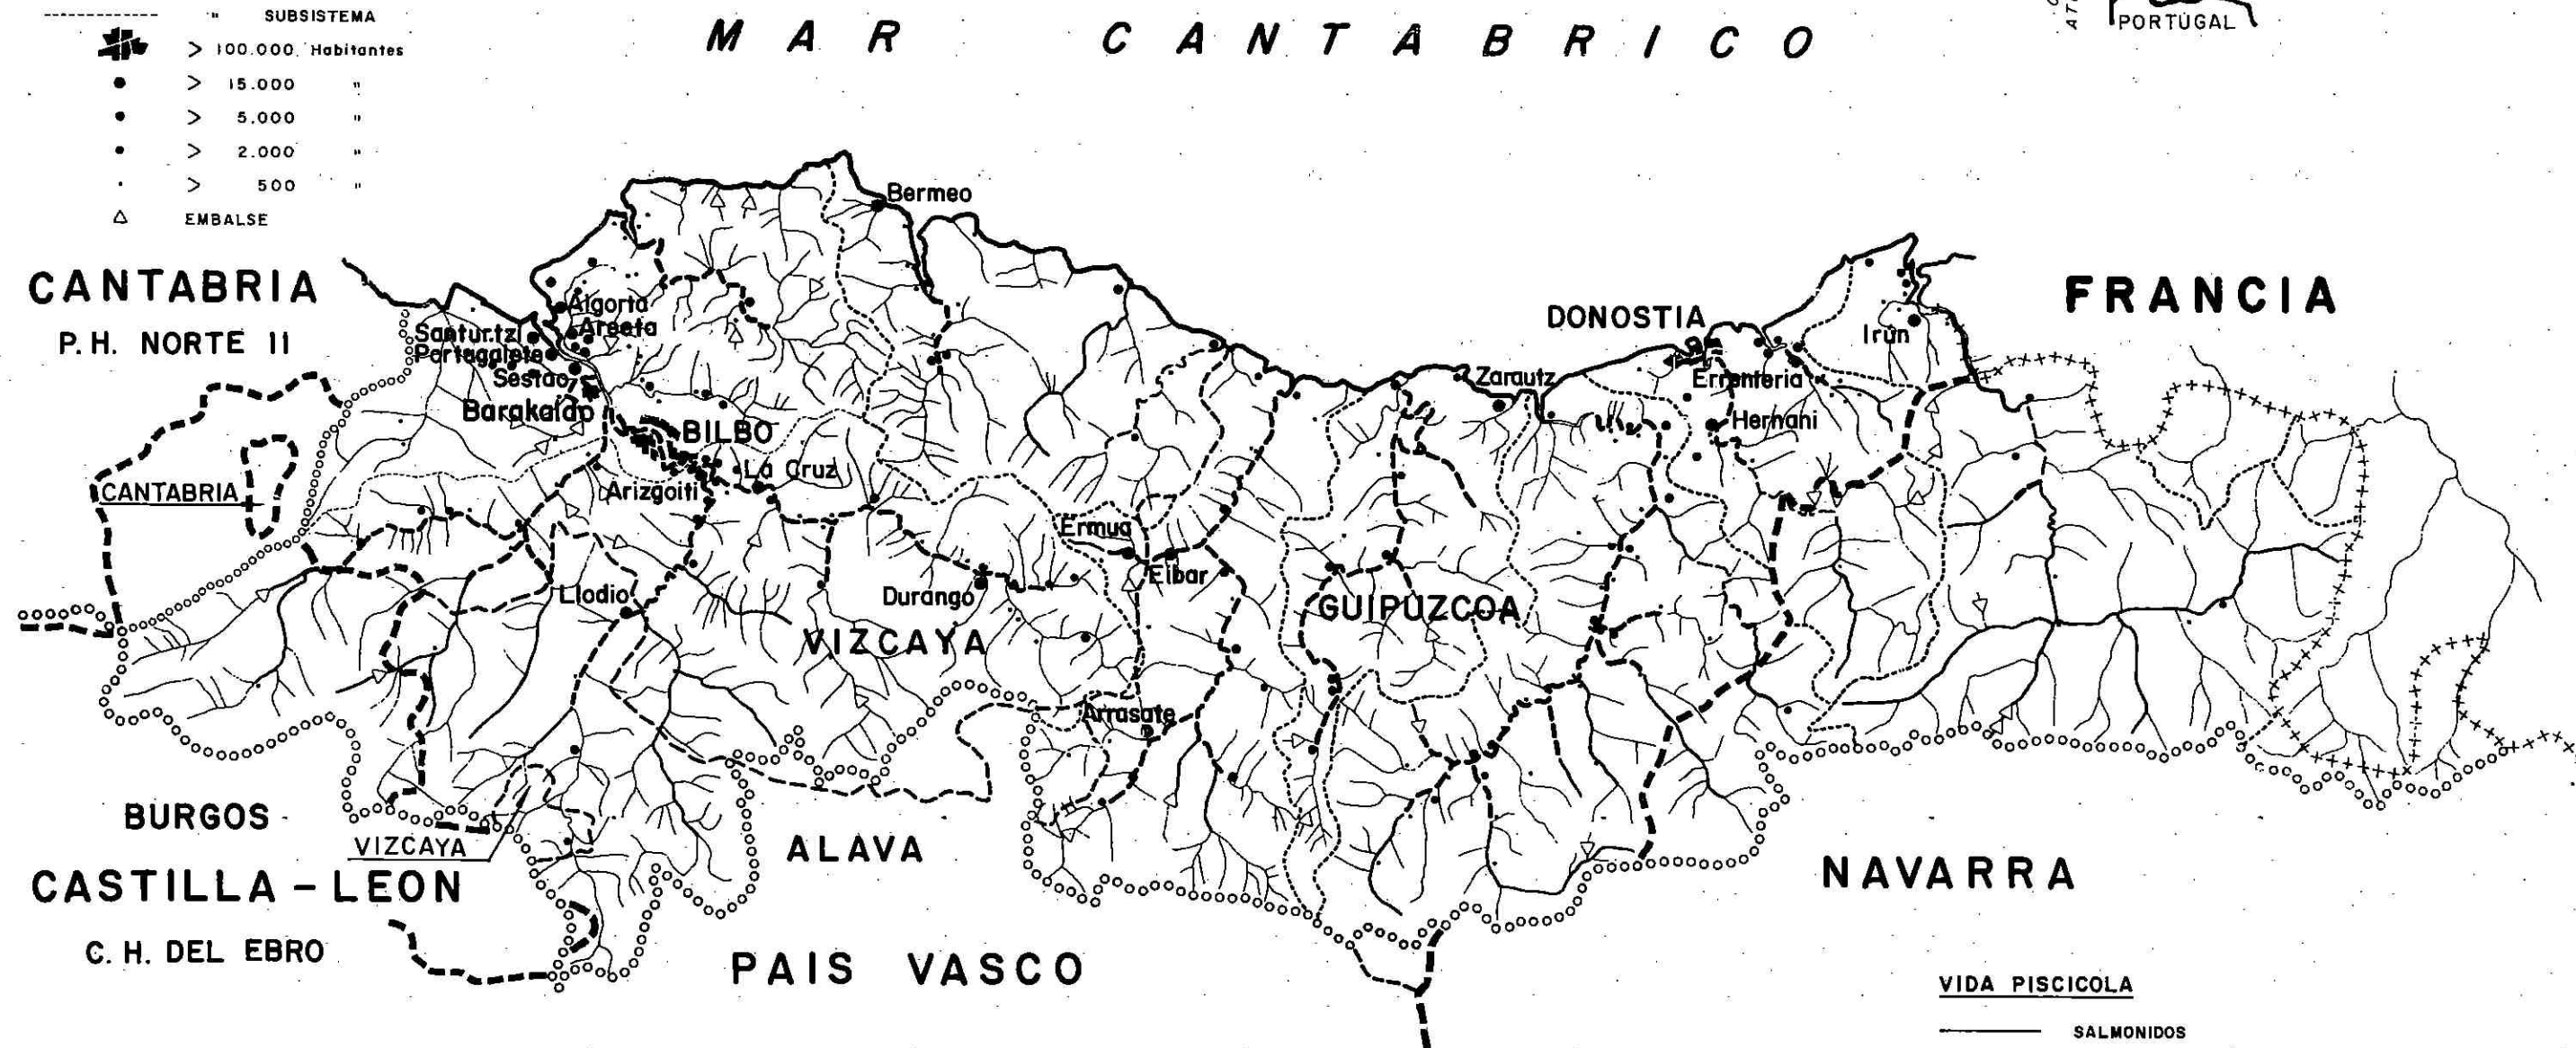 " SUBSISTEMA
> 100.000 Habitantes
> 15.000 "
> 5.000 "
> 2.000 "
> 500 "
EMBALSE
MAR CANTABRICO
PORTUGAL
CANTABRIA
P. H. NORTE II
FRANCIA
Bermeo
Algorta
Areeta
Santurtzi
Portugalete
Sestao
Barakaldo
BILBO
La Cruz
Arizgoiti
CANTABRIA
DONOSTIA
Irun
Zarautz
Errenteria
Hernani
Ermua
Eibar
Llodio
Durango
VIZCAYA
GUIPUZCOA
Arrasate
BURGOS
VIZCAYA
ALAVA
CASTILLA - LEON
NAVARRA
C. H. DEL EBRO
PAIS VASCO
VIDA PISCICOLA
SALMONIDOS